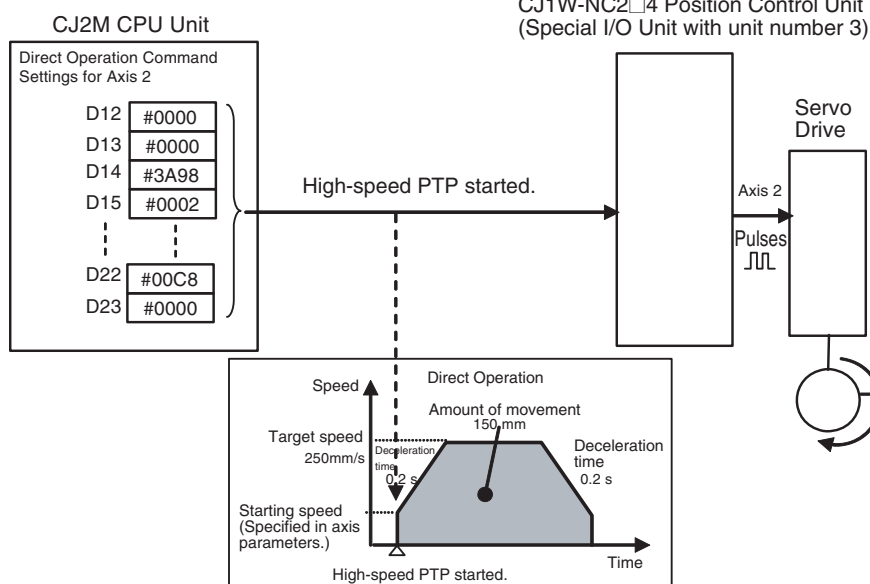 CJ1W-NC2□4 Position Control Unit
(Special I/O Unit with unit number 3)
CJ2M CPU Unit
Direct Operation Command
Settings for Axis 2
D12 #0000
D13 #0000
D14 #3A98
D15 #0002
D22 #00C8
D23 #0000
High-speed PTP started.
Servo
Drive
Axis 2
Pulses
Speed
Direct Operation
Amount of movement
150 mm
Target speed
250mm/s
Deceleration
time
0.2 s
Deceleration
time
0.2 s
Starting speed
(Specified in axis
parameters.)
Time
High-speed PTP started.